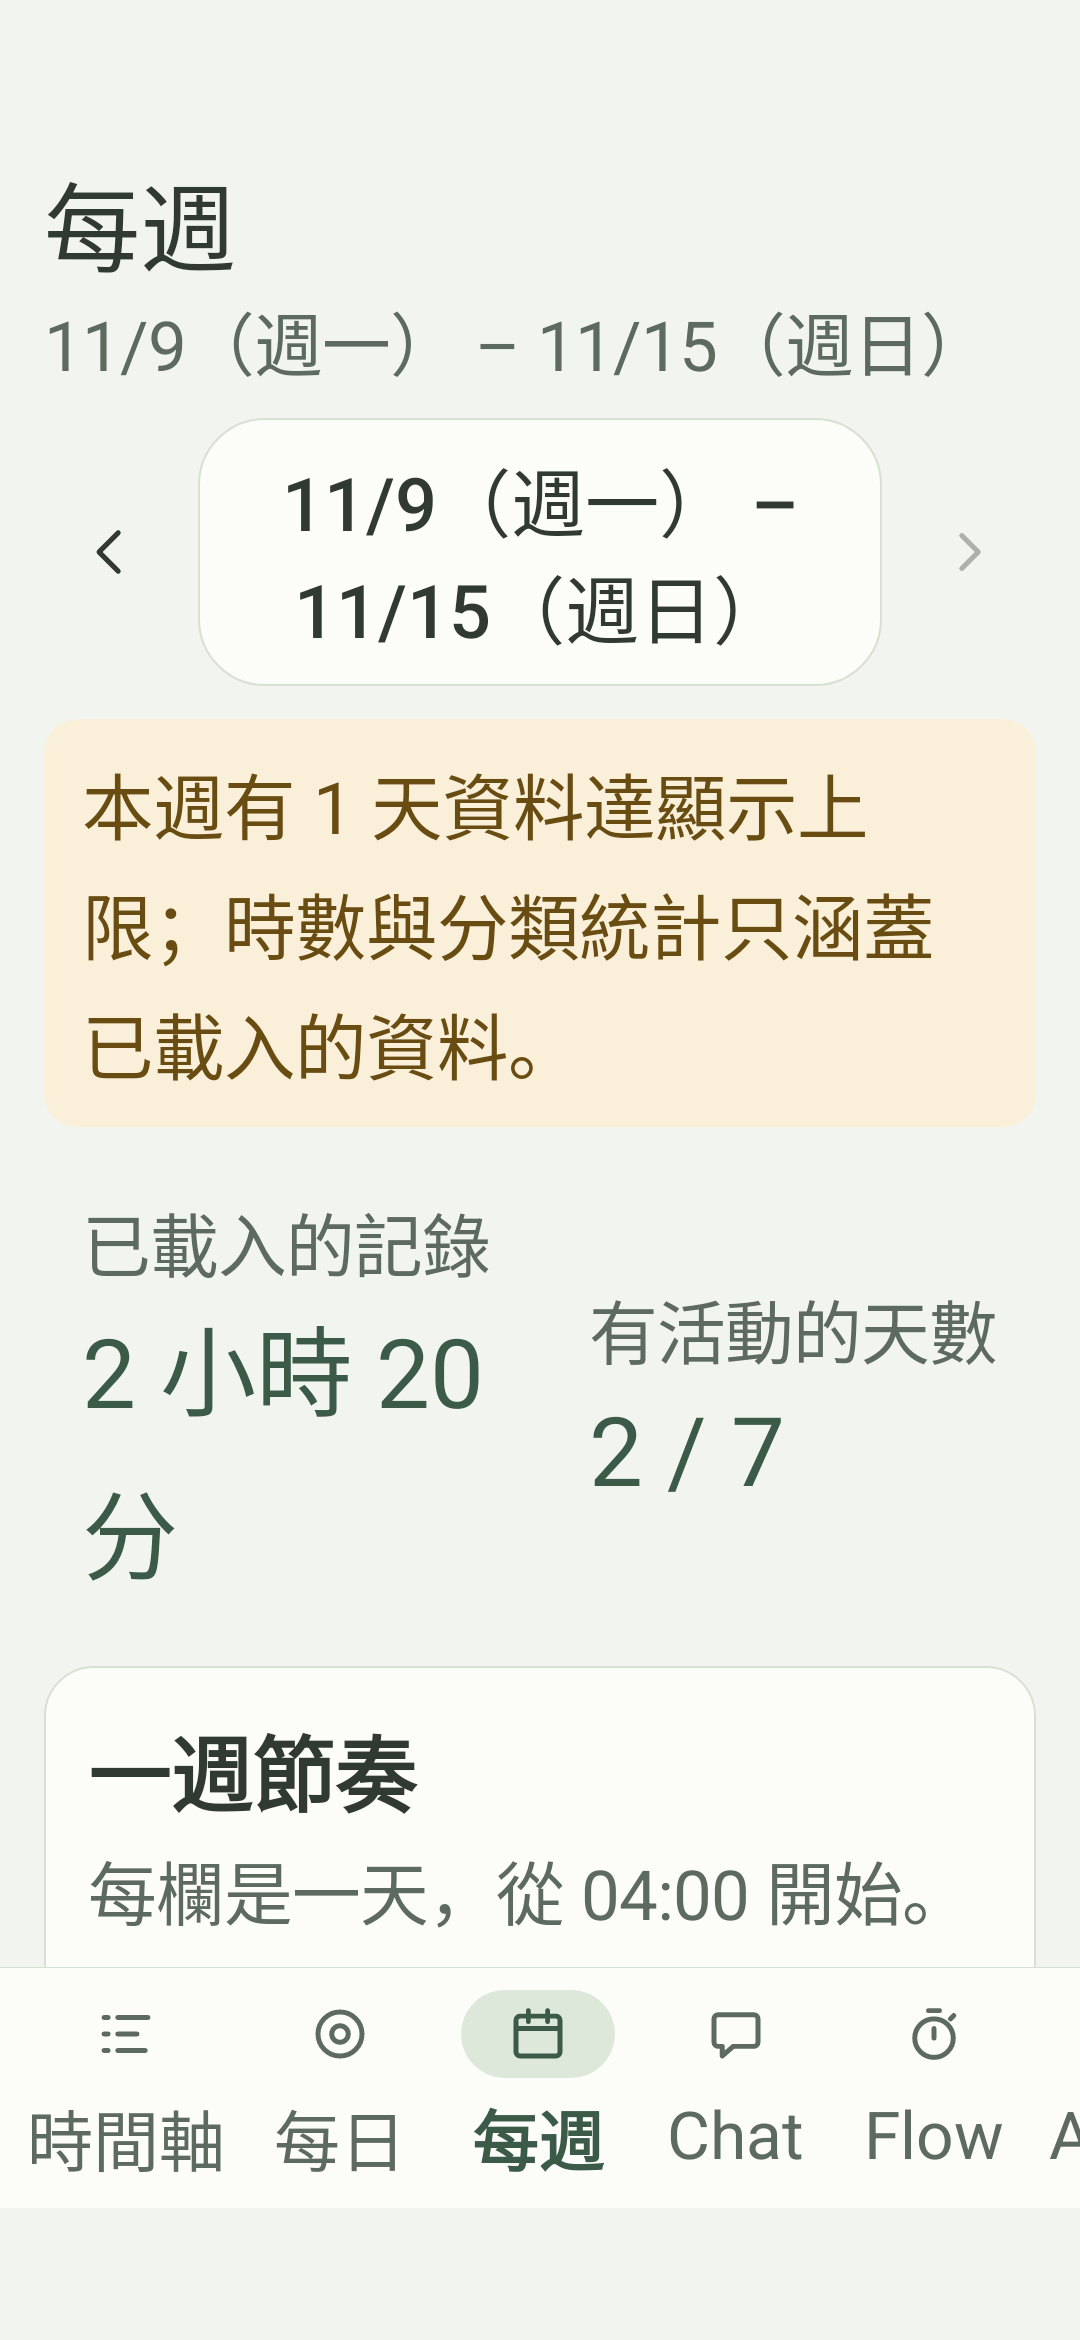 每週
11/9（週一） – 11/15（週日）
11/9（週一） –
11/15（週日）
本週有 1 天資料達顯示上
限；時數與分類統計只涵蓋
已載入的資料。
已載入的記錄
2 小時 20
分
有活動的天數
2 / 7
一週節奏
每欄是一天，從 04:00 開始。
時間軸
每日
每週
Chat
Flow